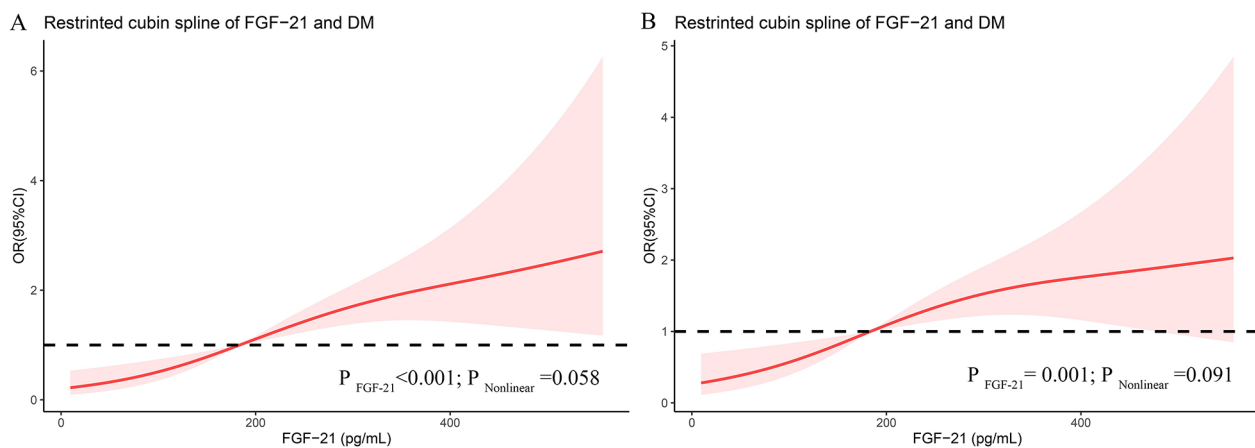 A Restrinted cubin spline of FGF−21 and DM
6
4
2
0
OR(95%CI)
P FGF-21<0.001; P Nonlinear =0.058
0 200 400
FGF−21 (pg/mL)
B Restrinted cubin spline of FGF−21 and DM
5
4
3
2
1
0
OR(95%CI)
P FGF-21= 0.001; P Nonlinear =0.091
0 200 400
FGF−21 (pg/mL)